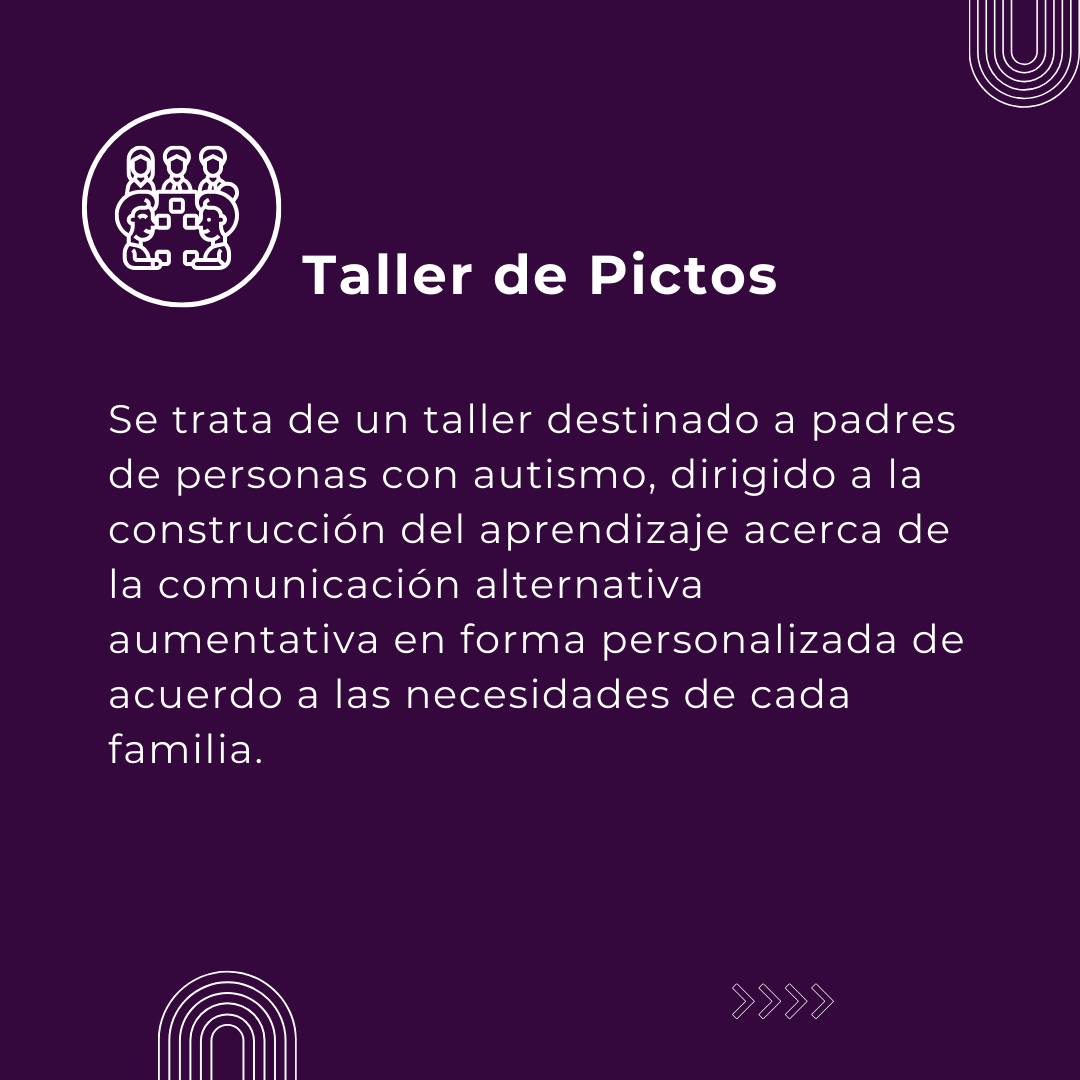 Taller de Pictos
Se trata de un taller destinado a padres
de personas con autismo, dirigido a la
construcción del aprendizaje acerca de
la comunicación alternativa
aumentativa en forma personalizada de
acuerdo a las necesidades de cada
familia.